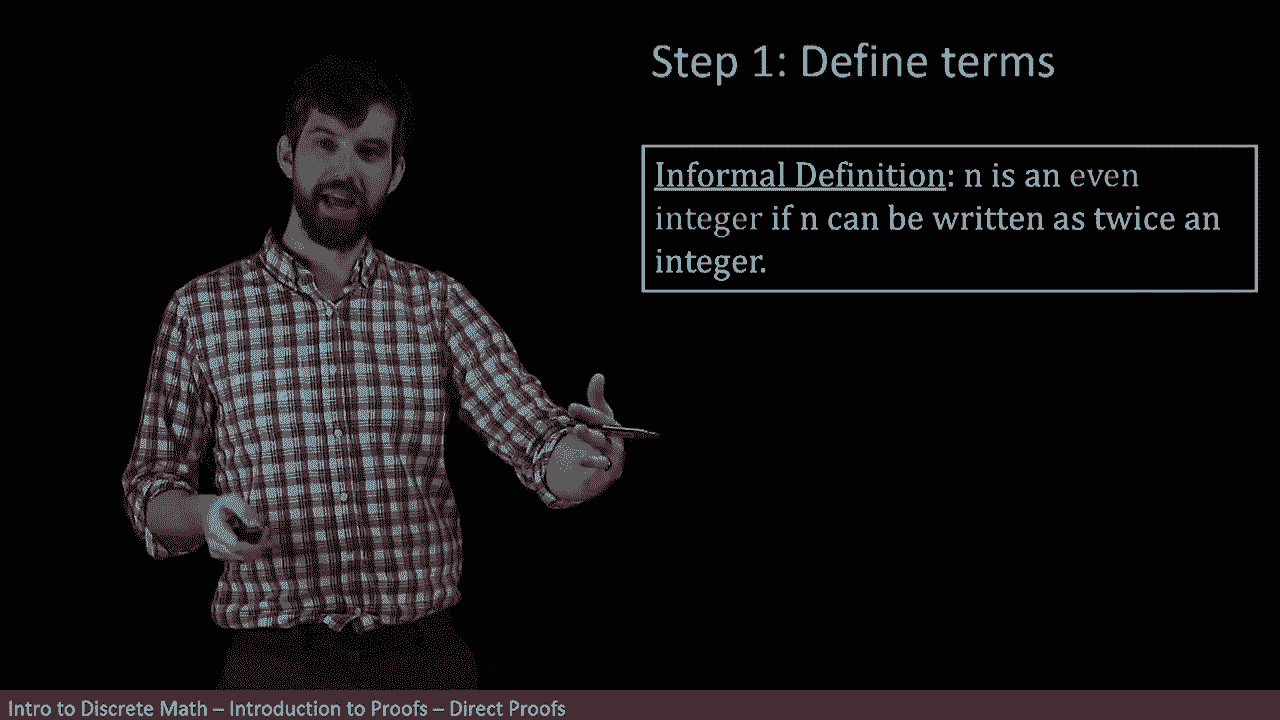 Step 1: Define terms
Informal Definition: n is an even
integer if n can be written as twice an
integer.
Intro to Discrete Math – Introduction to Proofs – Direct Proofs